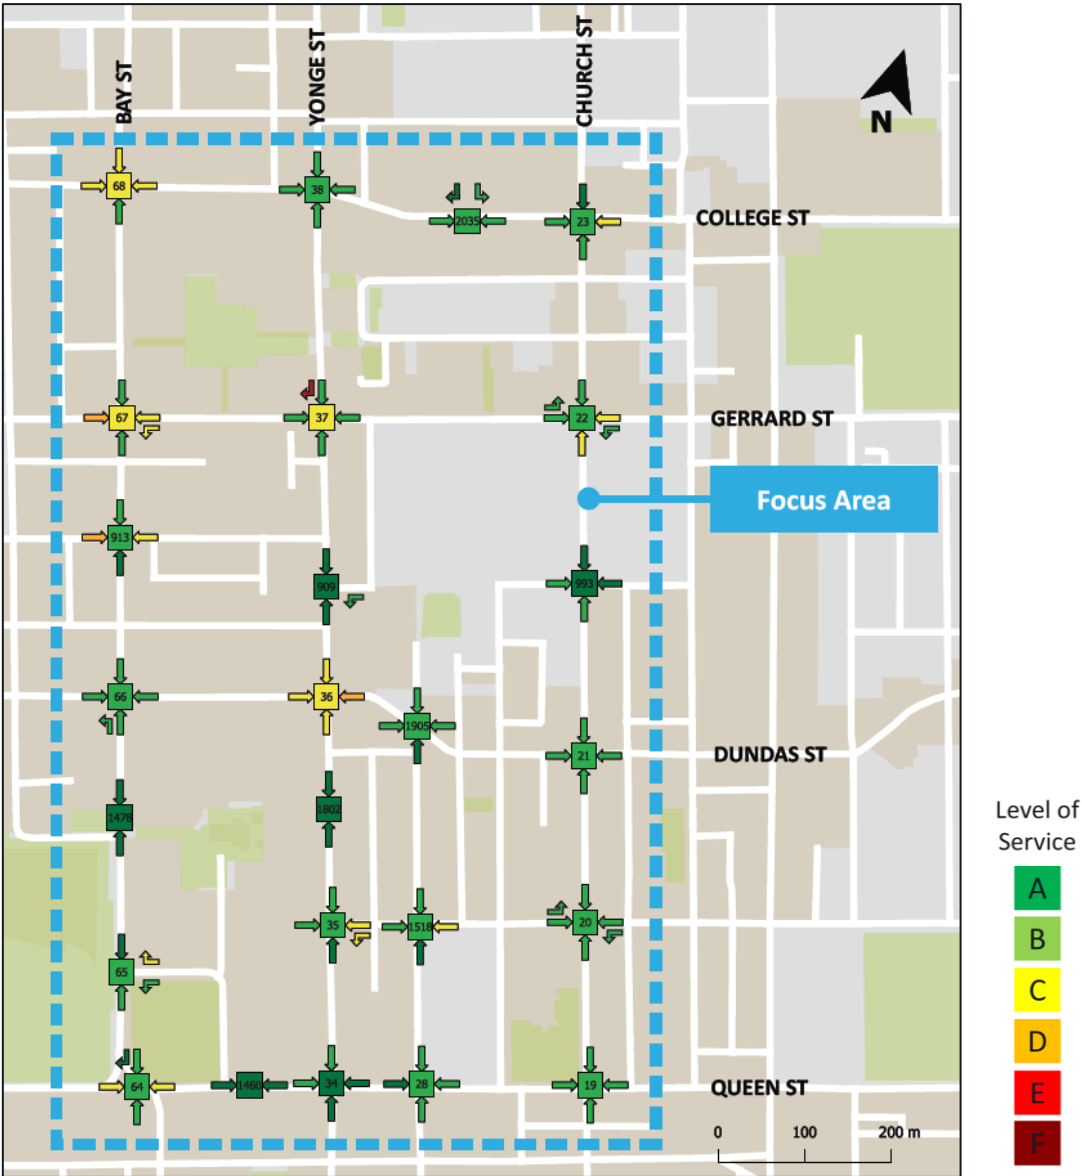 BAY ST
YONGE ST
CHURCH ST
N
68
38
2035
23
COLLEGE ST
67
37
22
GERRARD ST
Focus Area
913
909
993
66
36
1905
21
DUNDAS ST
1478
1802
35
1518
20
65
64
1460
34
28
19
QUEEN ST
0 100 200 m
Level of
Service
A
B
C
D
E
F